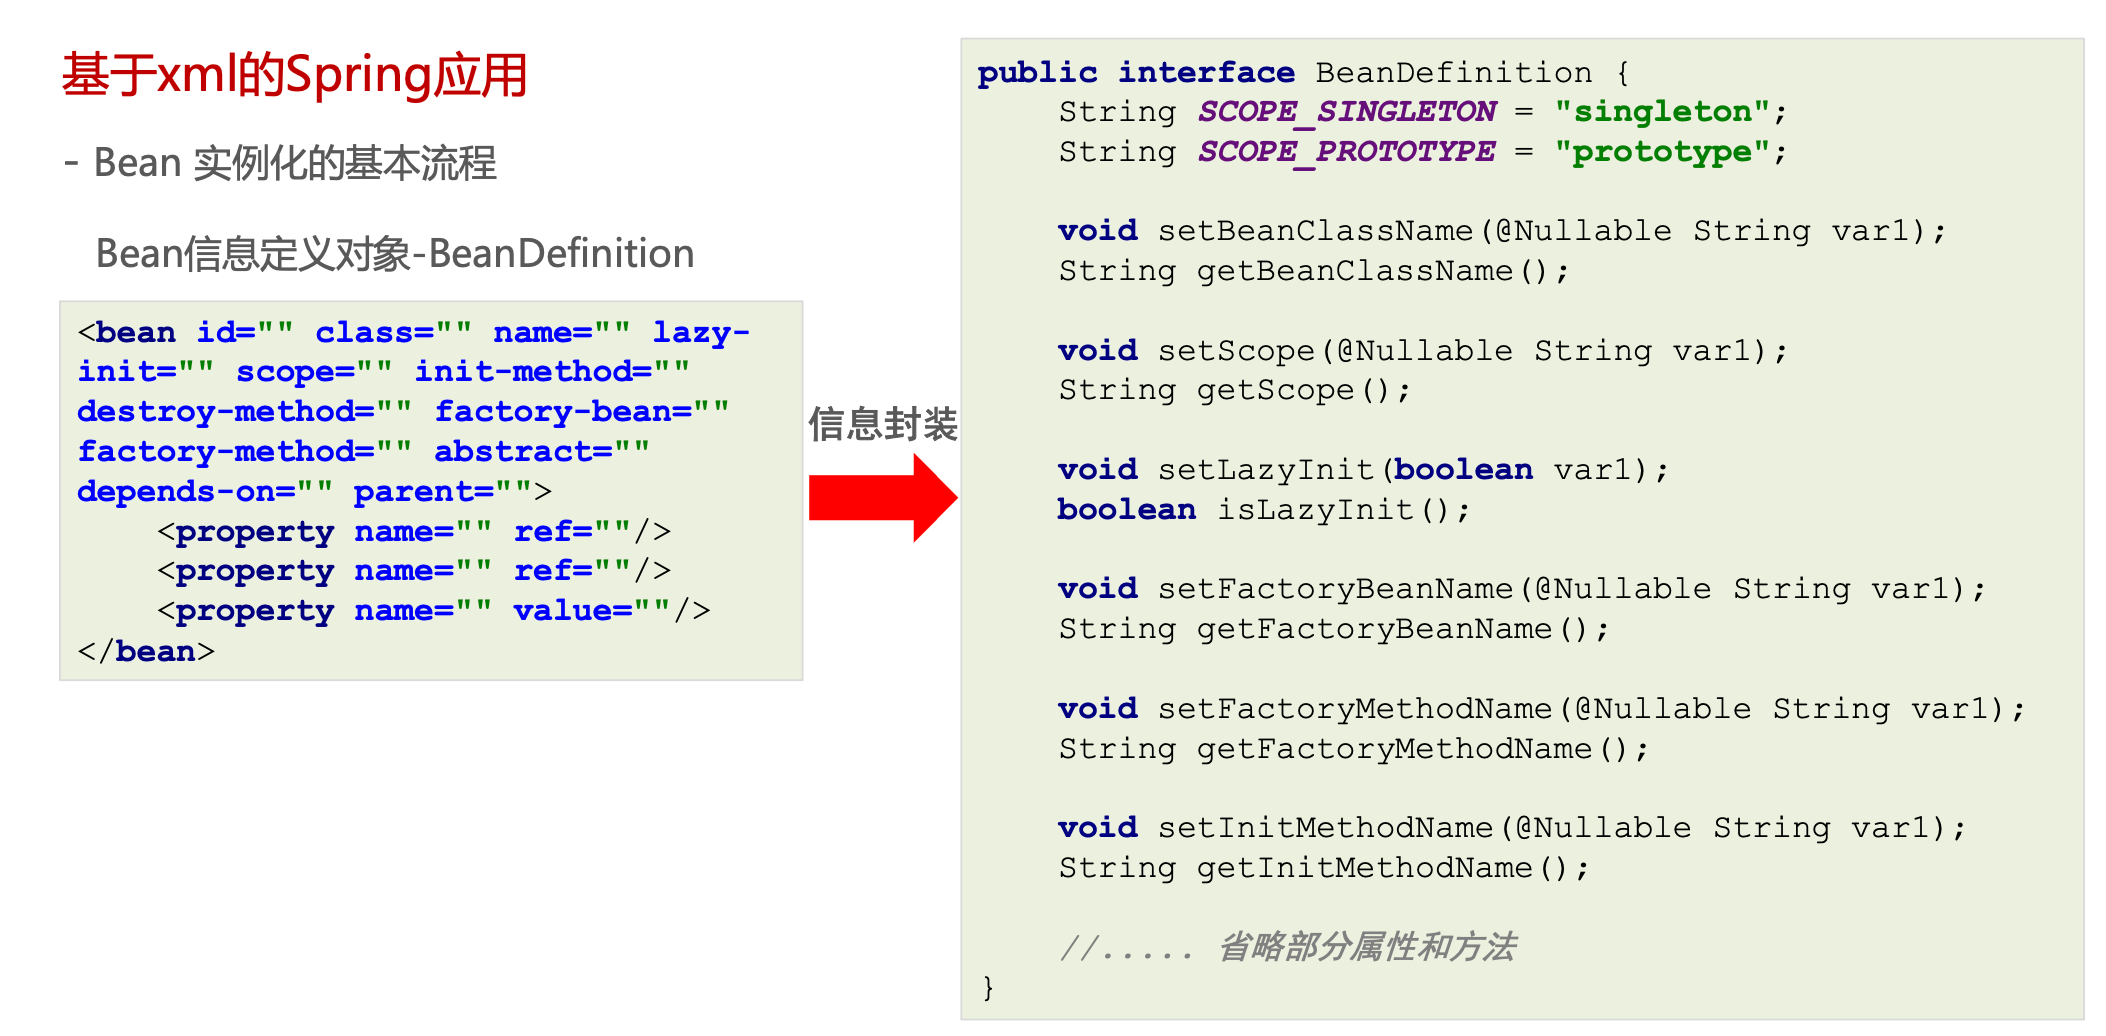 基于xml的Spring应用
- Bean 实例化的基本流程
Bean信息定义对象-BeanDefinition
<bean id="" class="" name="" lazy-
init="" scope="" init-method=""
destroy-method="" factory-bean=""
factory-method="" abstract=""
depends-on="" parent="">
    <property name="" ref=""/>
    <property name="" ref=""/>
    <property name="" value=""/>
</bean>
信息封装
public interface BeanDefinition {
    String SCOPE_SINGLETON = "singleton";
    String SCOPE_PROTOTYPE = "prototype";
    void setBeanClassName(@Nullable String var1);
    String getBeanClassName();
    void setScope(@Nullable String var1);
    String getScope();
    void setLazyInit(boolean var1);
    boolean isLazyInit();
    void setFactoryBeanName(@Nullable String var1);
    String getFactoryBeanName();
    void setFactoryMethodName(@Nullable String var1);
    String getFactoryMethodName();
    void setInitMethodName(@Nullable String var1);
    String getInitMethodName();
    //..... 省略部分属性和方法
}